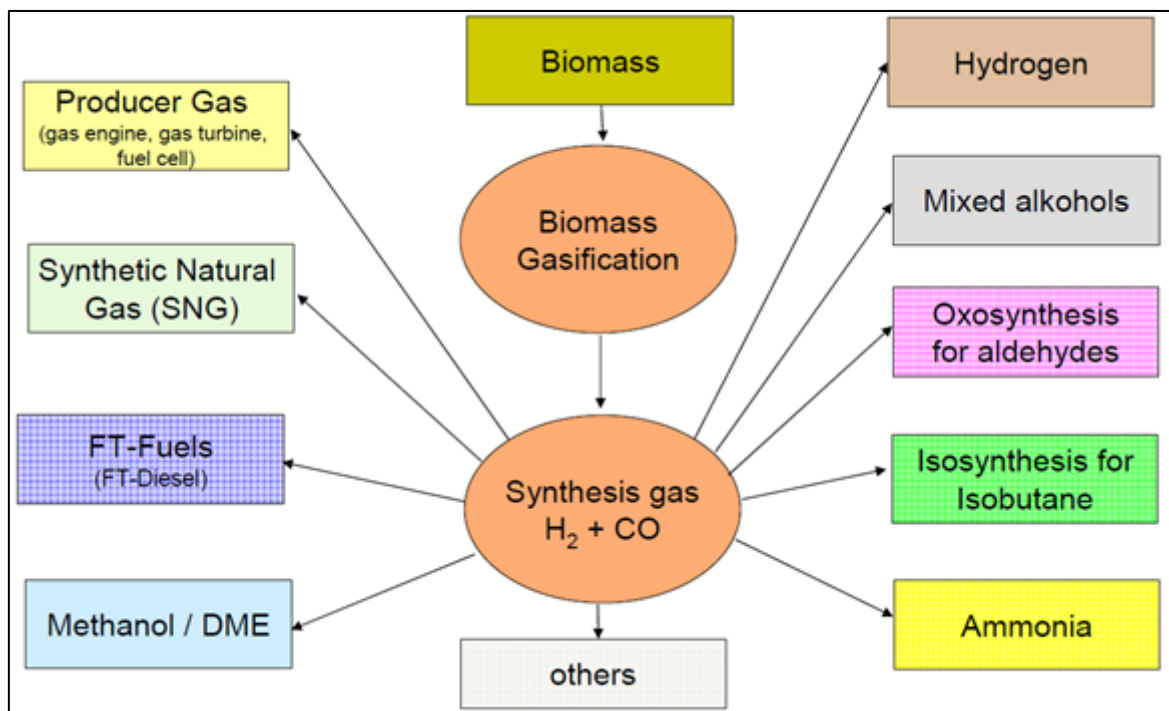 Biomass
Hydrogen
Producer Gas
(gas engine, gas turbine,
fuel cell)
Biomass
Gasification
Mixed alkohols
Synthetic Natural
Gas (SNG)
Oxosynthesis
for aldehydes
FT-Fuels
(FT-Diesel)
Synthesis gas
H₂ + CO
Isosynthesis for
Isobutane
Methanol / DME
Ammonia
others